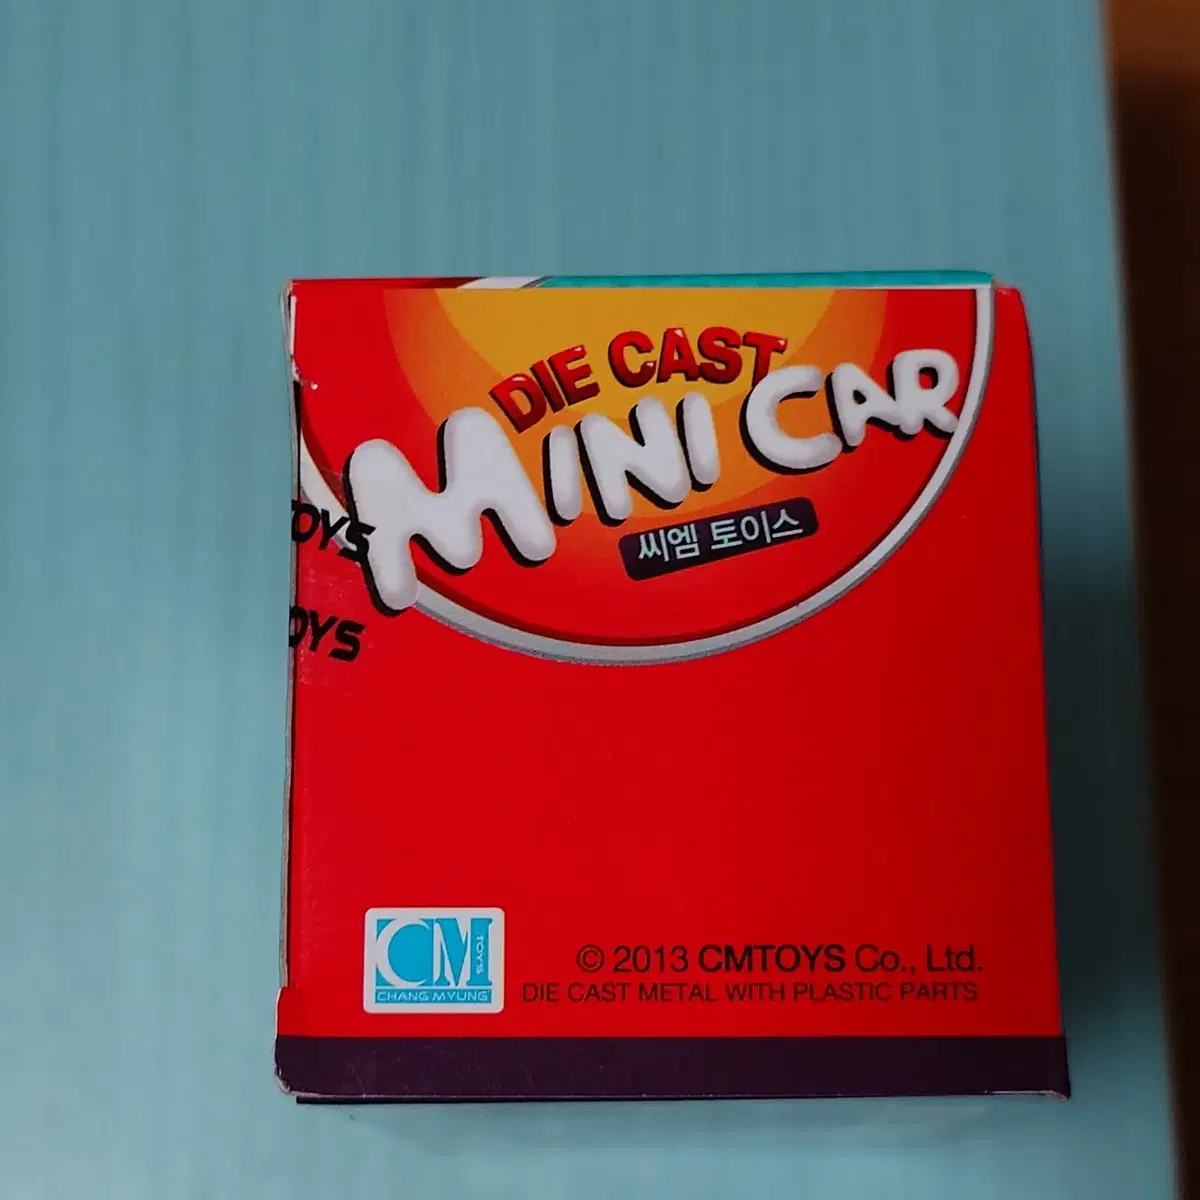 DIE CAST
MINI CAR
씨엠 토이스
TOYS
OYS
CM
TOYS
CHANG MYUNG
© 2013 CMTOYS Co., Ltd.
DIE CAST METAL WITH PLASTIC PARTS